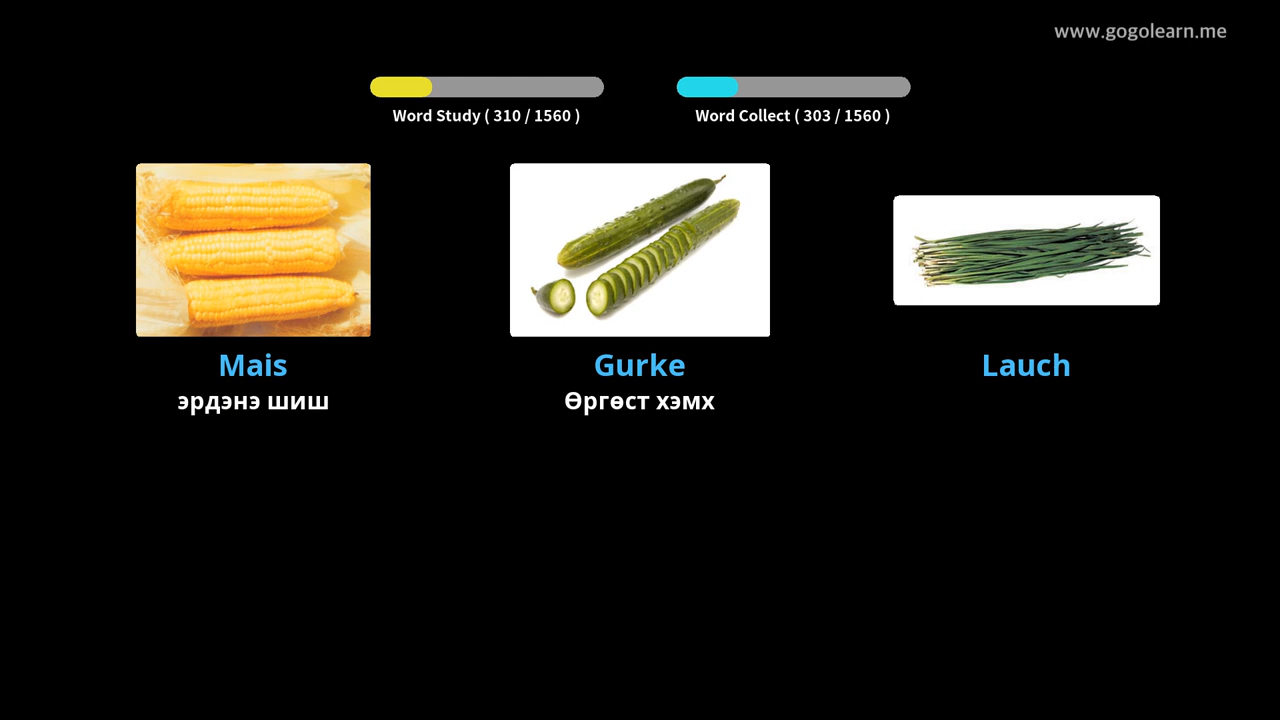 www.gogolearn.me
Word Study ( 310 / 1560 )
Word Collect ( 303 / 1560 )
Mais
Gurke
Lauch
эрдэнэ шиш
Өргөст хэмх